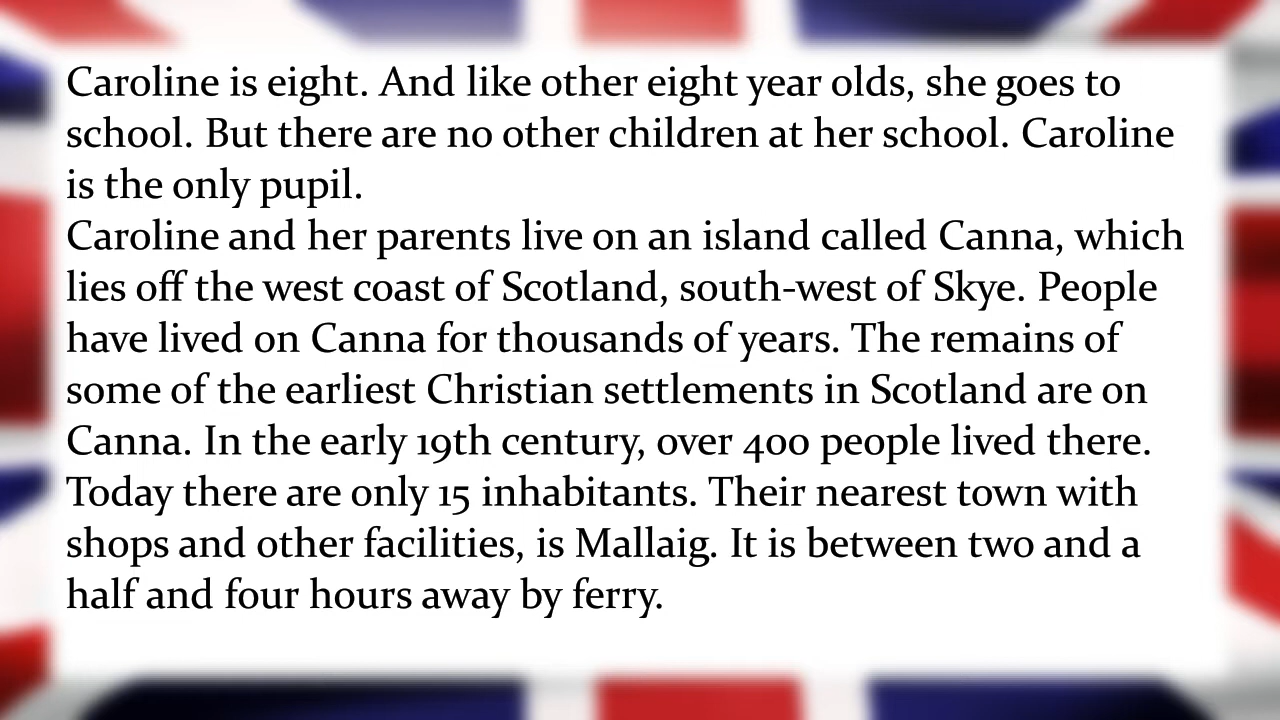 Caroline is eight. And like other eight year olds, she goes to
school. But there are no other children at her school. Caroline
is the only pupil.
Caroline and her parents live on an island called Canna, which
lies off the west coast of Scotland, south-west of Skye. People
have lived on Canna for thousands of years. The remains of
some of the earliest Christian settlements in Scotland are on
Canna. In the early 19th century, over 400 people lived there.
Today there are only 15 inhabitants. Their nearest town with
shops and other facilities, is Mallaig. It is between two and a
half and four hours away by ferry.